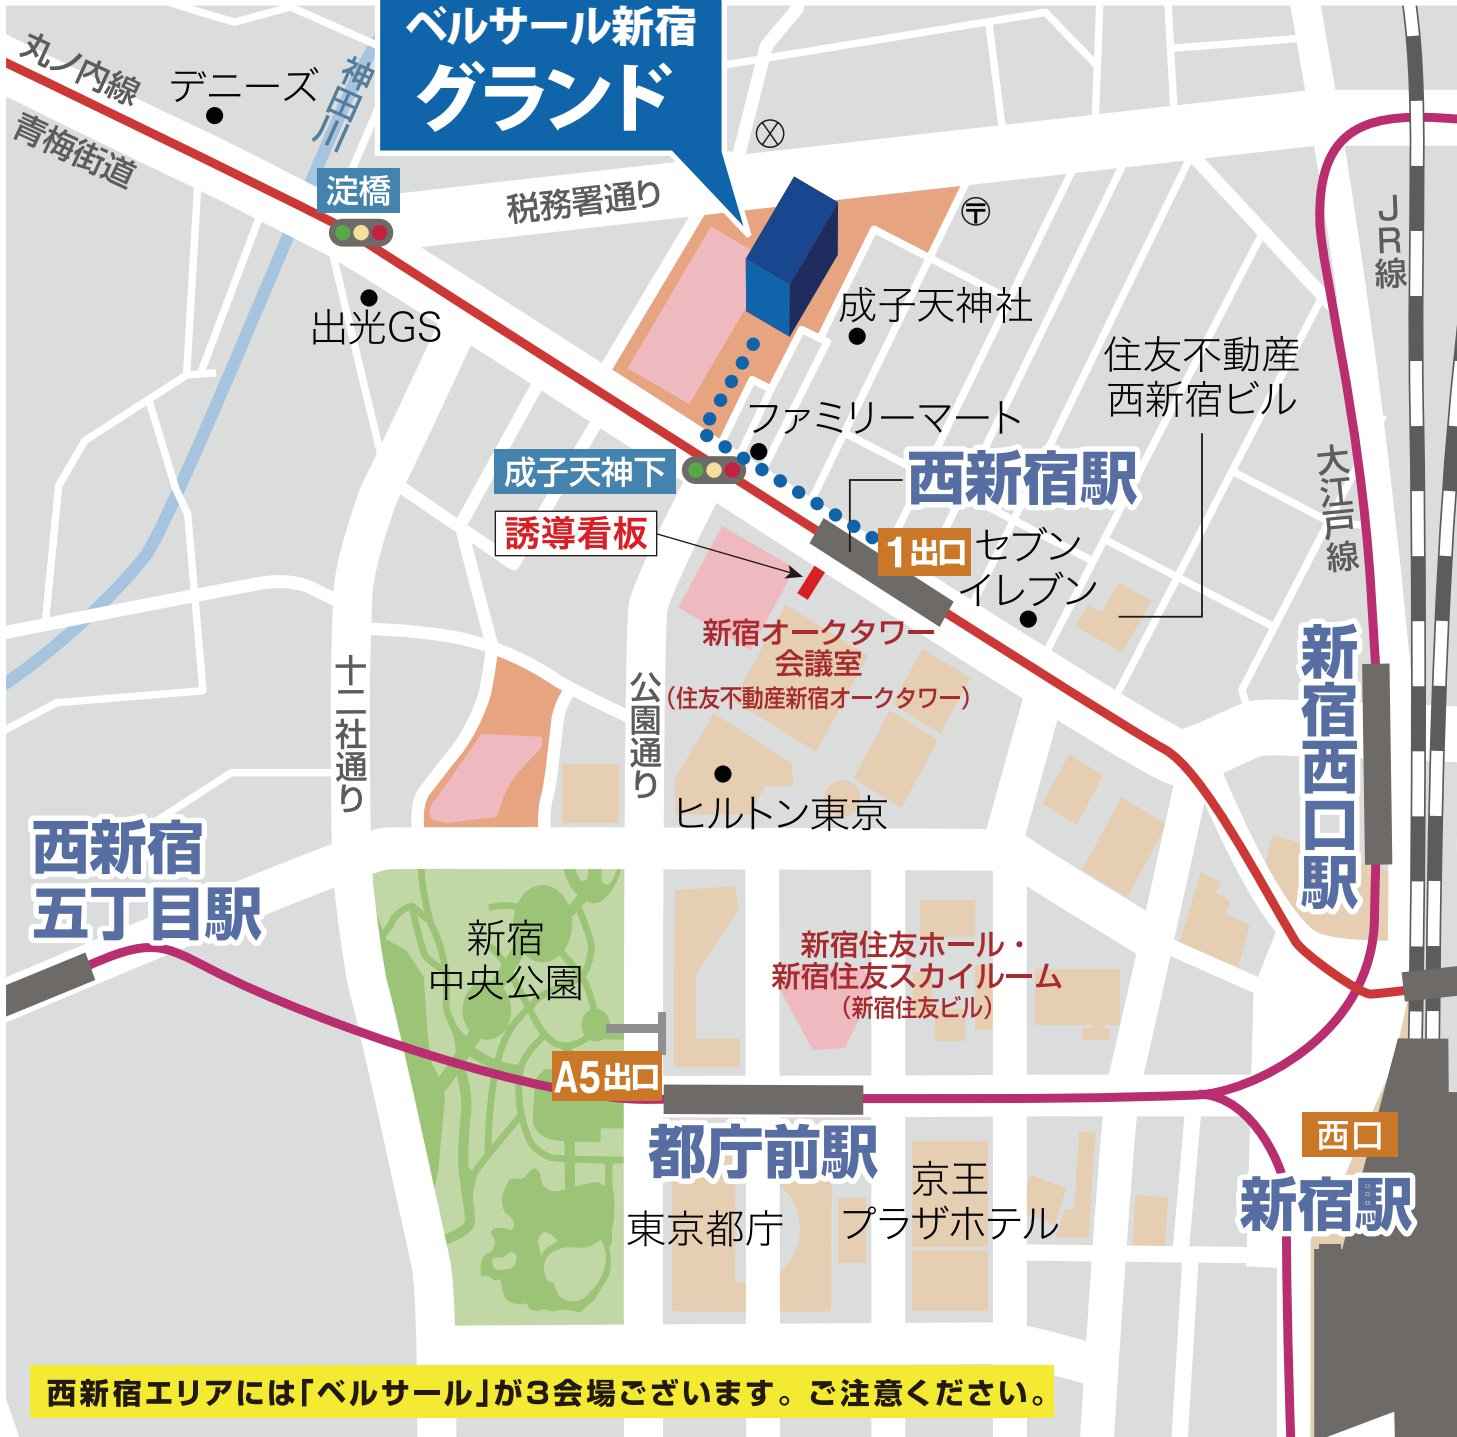 ベルサール新宿
グランド
丸ノ内線
デニーズ
神田川
青梅街道
淀橋
税務署通り
〒
JR線
出光GS
成子天神社
住友不動産
西新宿ビル
ファミリーマート
成子天神下
西新宿駅
大江戸線
誘導看板
1出口
セブン
イレブン
新宿オークタワー
会議室
(住友不動産新宿オークタワー)
新宿西口駅
十二社通り
公園通り
ヒルトン東京
西新宿
五丁目駅
新宿
中央公園
新宿住友ホール・
新宿住友スカイルーム
(新宿住友ビル)
A5出口
都庁前駅
西口
新宿駅
東京都庁
京王
プラザホテル
西新宿エリアには「ベルサール」が3会場ございます。ご注意ください。